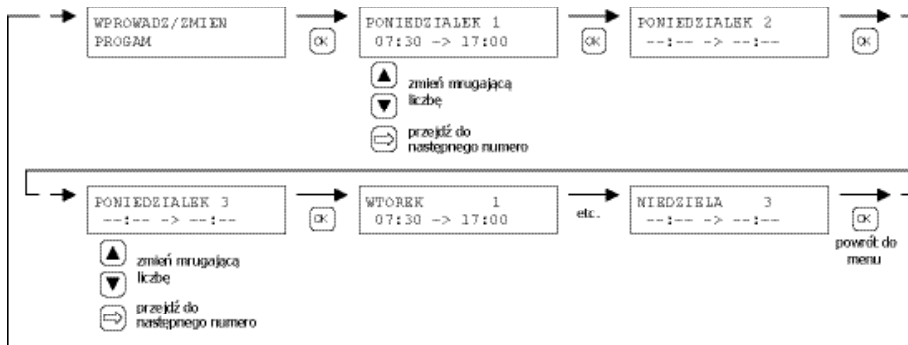 WPROWADZ/ZMIEN
PROGAM
OK
PONIEDZIALEK 1
07:30 -> 17:00
OK
PONIEDZIALEK 2
--:-- -> --:--
OK
zmień mrugającą
liczbę
przejdź do
następnego numero
PONIEDZIALEK 3
--:-- -> --:--
OK
WTOREK 1
07:30 -> 17:00
etc.
NIEDZIELA 3
--:-- -> --:--
OK
powrót do
menu
zmień mrugającą
liczbę
przejdź do
następnego numero